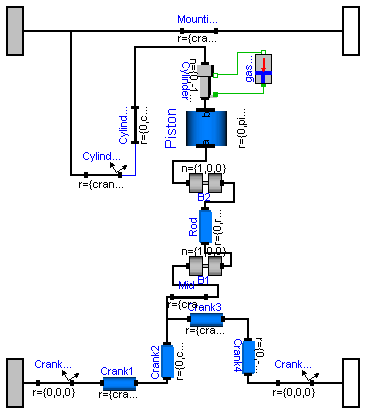 Mounti...
r={cra...
Cylinder
n={0,-...
gas...
Cylind...
r={0,c...
Piston
r={0,pi...
Cylind...
r={cran...
n={1,0,0}
B2
Rod
r={0,r...
n={1,0,0}
B1
Mid
r={cra...
Crank3
r={cra...
Crank2
r={0,c...
Crank4
r={0,-...
Crank...
r={0,0,0}
Crank1
r={cra...
Crank...
r={0,0,0}